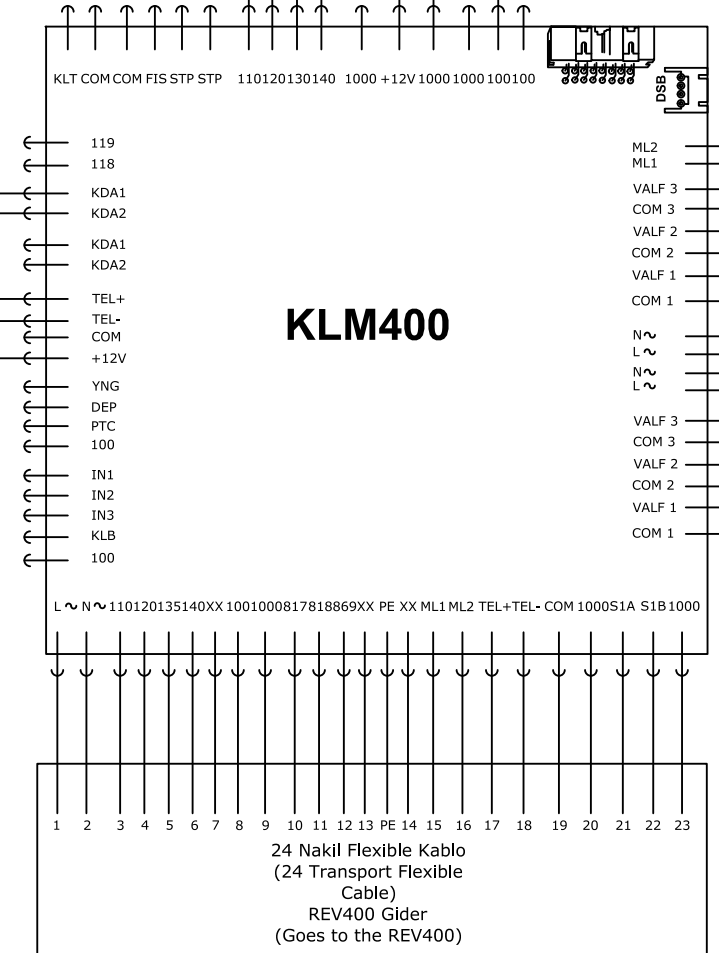 KLT COM COM FIS STP STP 110 120 130 140 1000 +12V 1000 1000 100 100
DSB
119
118
KDA1
KDA2
KDA1
KDA2
TEL+
TEL-
COM
+12V
YNG
DEP
PTC
100
IN1
IN2
IN3
KLB
100
KLM400
ML2
ML1
VALF 3
COM 3
VALF 2
COM 2
VALF 1
COM 1
N~
L~
N~
L~
VALF 3
COM 3
VALF 2
COM 2
VALF 1
COM 1
L ~ N ~ 110 120 135 140 XX 100 1000 817 818 869 XX PE XX ML1 ML2 TEL+ TEL- COM 1000 S1A S1B 1000
1 2 3 4 5 6 7 8 9 10 11 12 13 PE 14 15 16 17 18 19 20 21 22 23
24 Nakil Flexible Kablo
(24 Transport Flexible
Cable)
REV400 Gider
(Goes to the REV400)